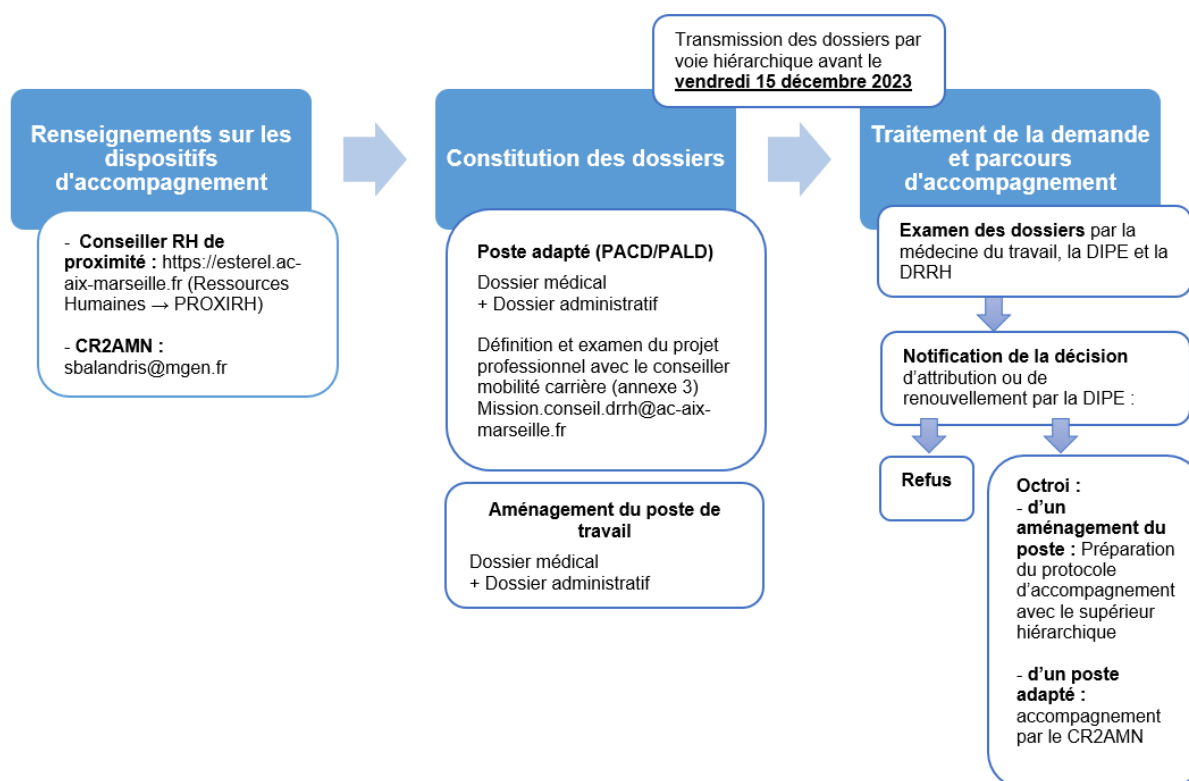 Renseignements sur les
dispositifs
d'accompagnement
- Conseiller RH de
proximité : https://esterel.ac-
aix-marseille.fr (Ressources
Humaines → PROXIRH)
- CR2AMN :
sbalandris@mgen.fr
Constitution des dossiers
Poste adapté (PACD/PALD)
Dossier médical
+ Dossier administratif
Définition et examen du projet
professionnel avec le conseiller
mobilité carrière (annexe 3)
Mission.conseil.drrh@ac-aix-
marseille.fr
Aménagement du poste de
travail
Dossier médical
+ Dossier administratif
Transmission des dossiers par
voie hiérarchique avant le
vendredi 15 décembre 2023
Traitement de la demande
et parcours
d'accompagnement
Examen des dossiers par la
médecine du travail, la DIPE et la
DRRH
Notification de la décision
d’attribution ou de
renouvellement par la DIPE :
Refus
Octroi :
- d’un
aménagement du
poste : Préparation
du protocole
d’accompagnement
avec le supérieur
hiérarchique
- d’un poste
adapté :
accompagnement
par le CR2AMN